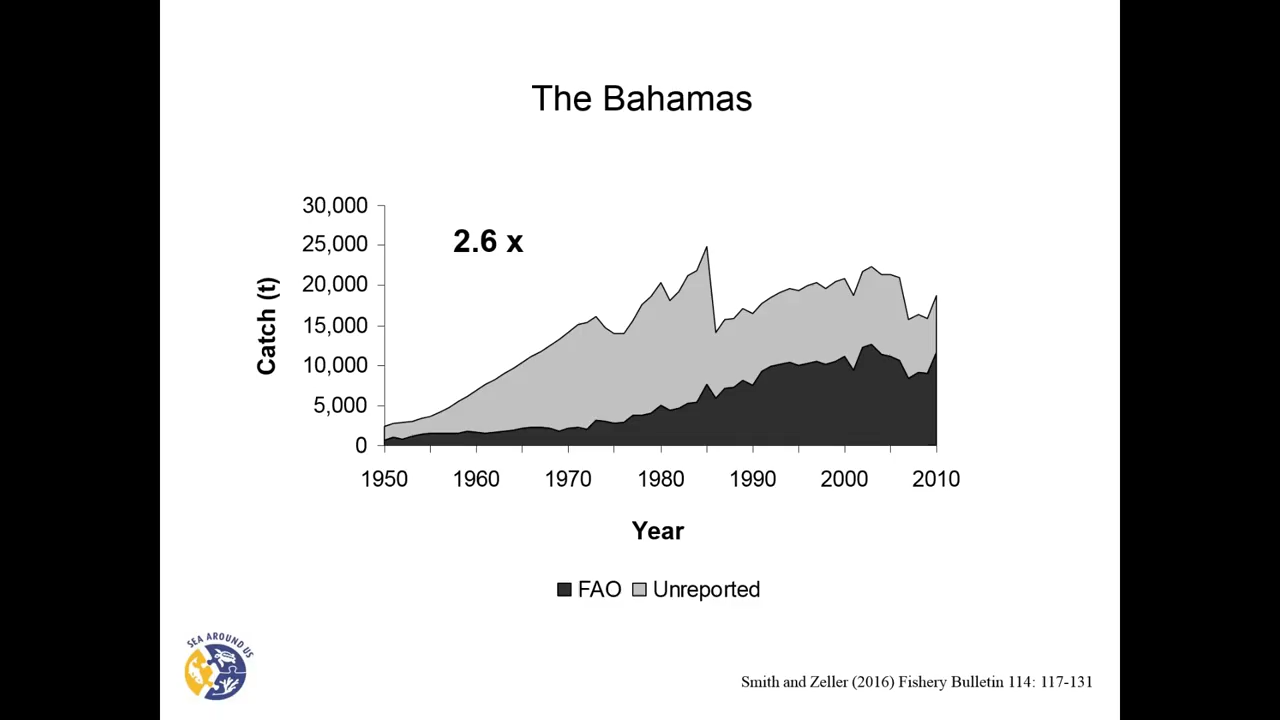 The Bahamas
30,000
25,000
20,000
15,000
10,000
5,000
0
2.6 x
Catch (t)
1950 1960 1970 1980 1990 2000 2010
Year
FAO Unreported
SEA AROUND US
Smith and Zeller (2016) Fishery Bulletin 114: 117-131